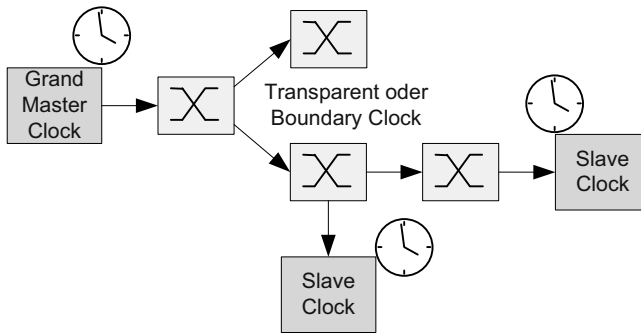 Grand
Master
Clock
Transparent oder
Boundary Clock
Slave
Clock
Slave
Clock